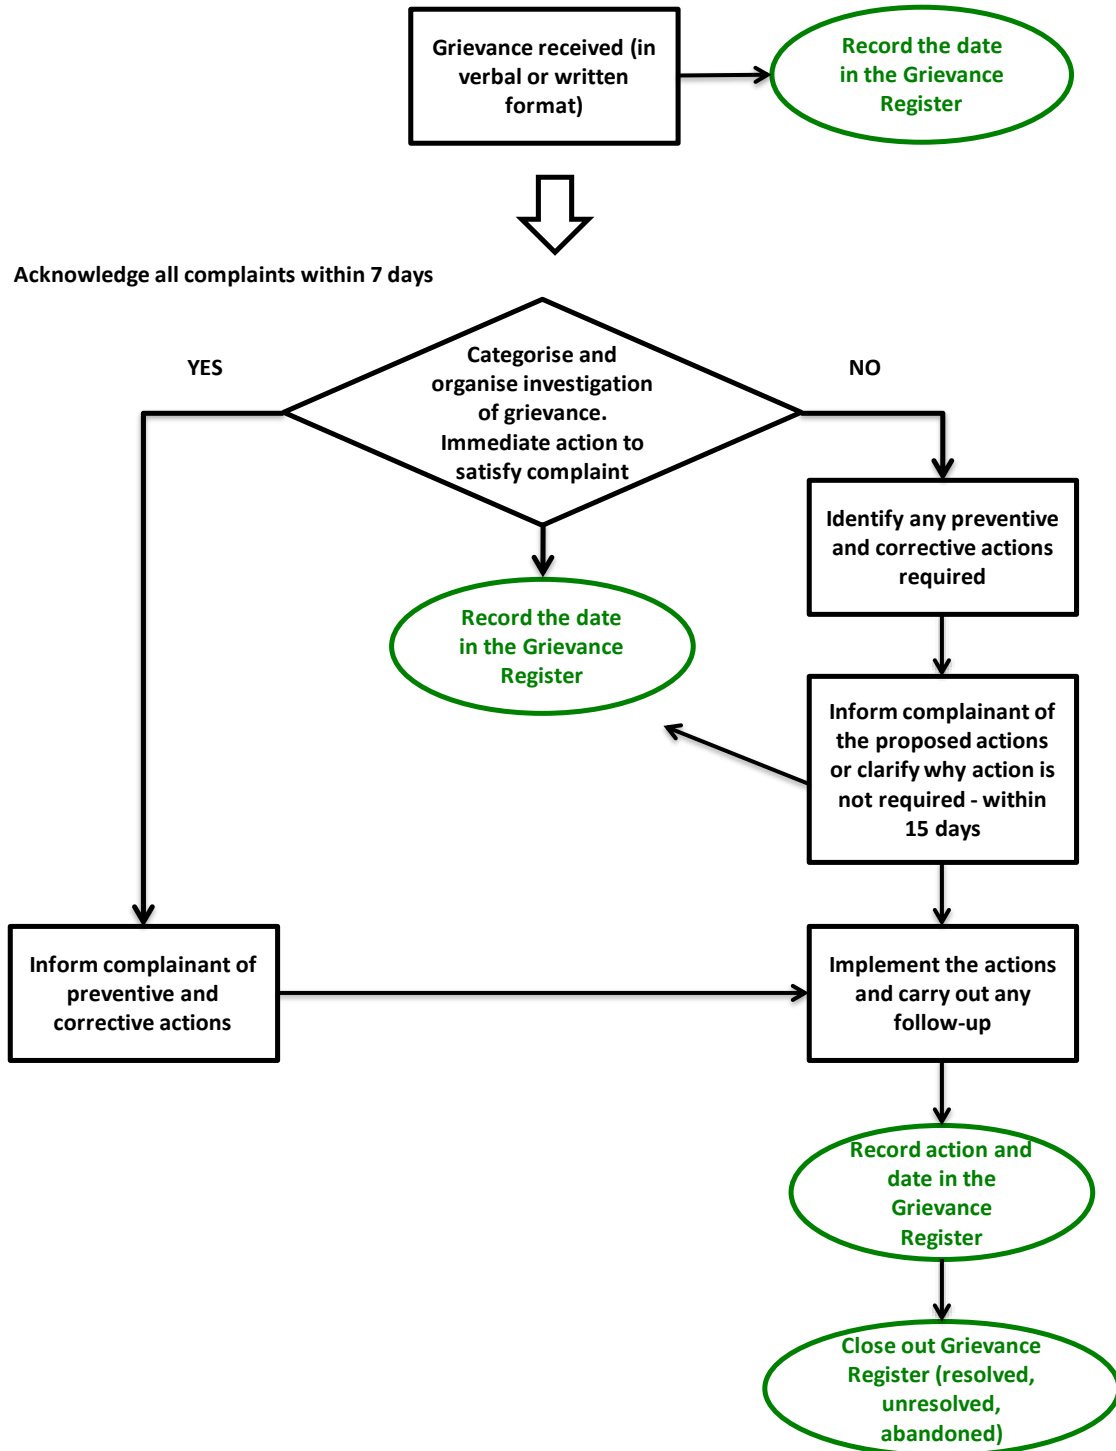 Grievance received (in
verbal or written
format)
Record the date
in the Grievance
Register
Acknowledge all complaints within 7 days
YES
Categorise and
organise investigation
of grievance.
Immediate action to
satisfy complaint
NO
Identify any preventive
and corrective actions
required
Record the date
in the Grievance
Register
Inform complainant of
the proposed actions
or clarify why action is
not required - within
15 days
Inform complainant of
preventive and
corrective actions
Implement the actions
and carry out any
follow-up
Record action and
date in the
Grievance
Register
Close out Grievance
Register (resolved,
unresolved,
abandoned)